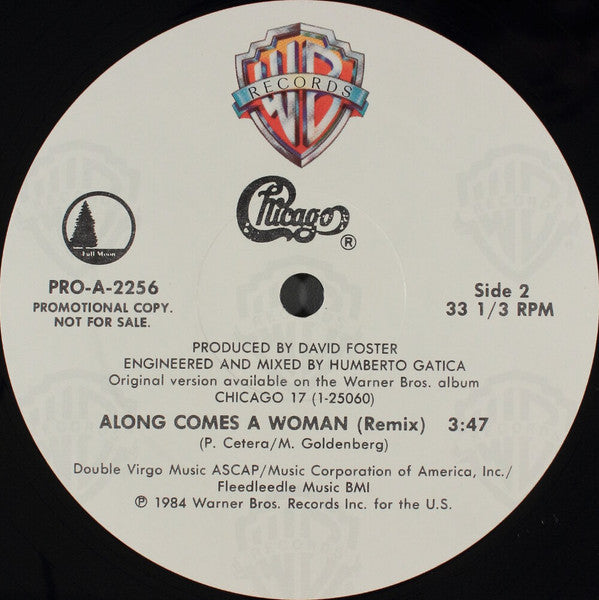 WB
RECORDS
Chicago®
Full Moon
PRO-A-2256
PROMOTIONAL COPY.
NOT FOR SALE.
Side 2
33 1/3 RPM
PRODUCED BY DAVID FOSTER
ENGINEERED AND MIXED BY HUMBERTO GATICA
Original version available on the Warner Bros. album
CHICAGO 17 (1-25060)
ALONG COMES A WOMAN (Remix) 3:47
(P. Cetera/M. Goldenberg)
Double Virgo Music ASCAP/Music Corporation of America, Inc./
Fleedleedle Music BMI
℗ 1984 Warner Bros. Records Inc. for the U.S.